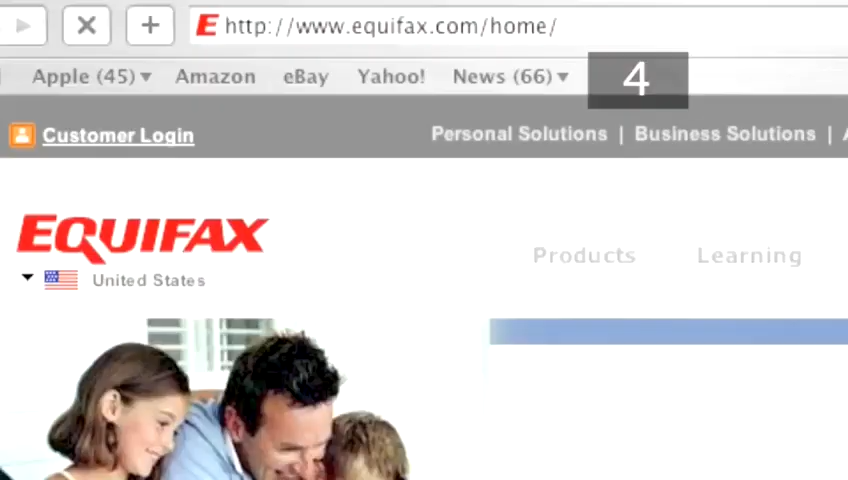 E http://www.equifax.com/home/
Apple (45) Amazon eBay Yahoo! News (66)
4
Customer Login Personal Solutions | Business Solutions |
EQUIFAX
Products Learning
United States